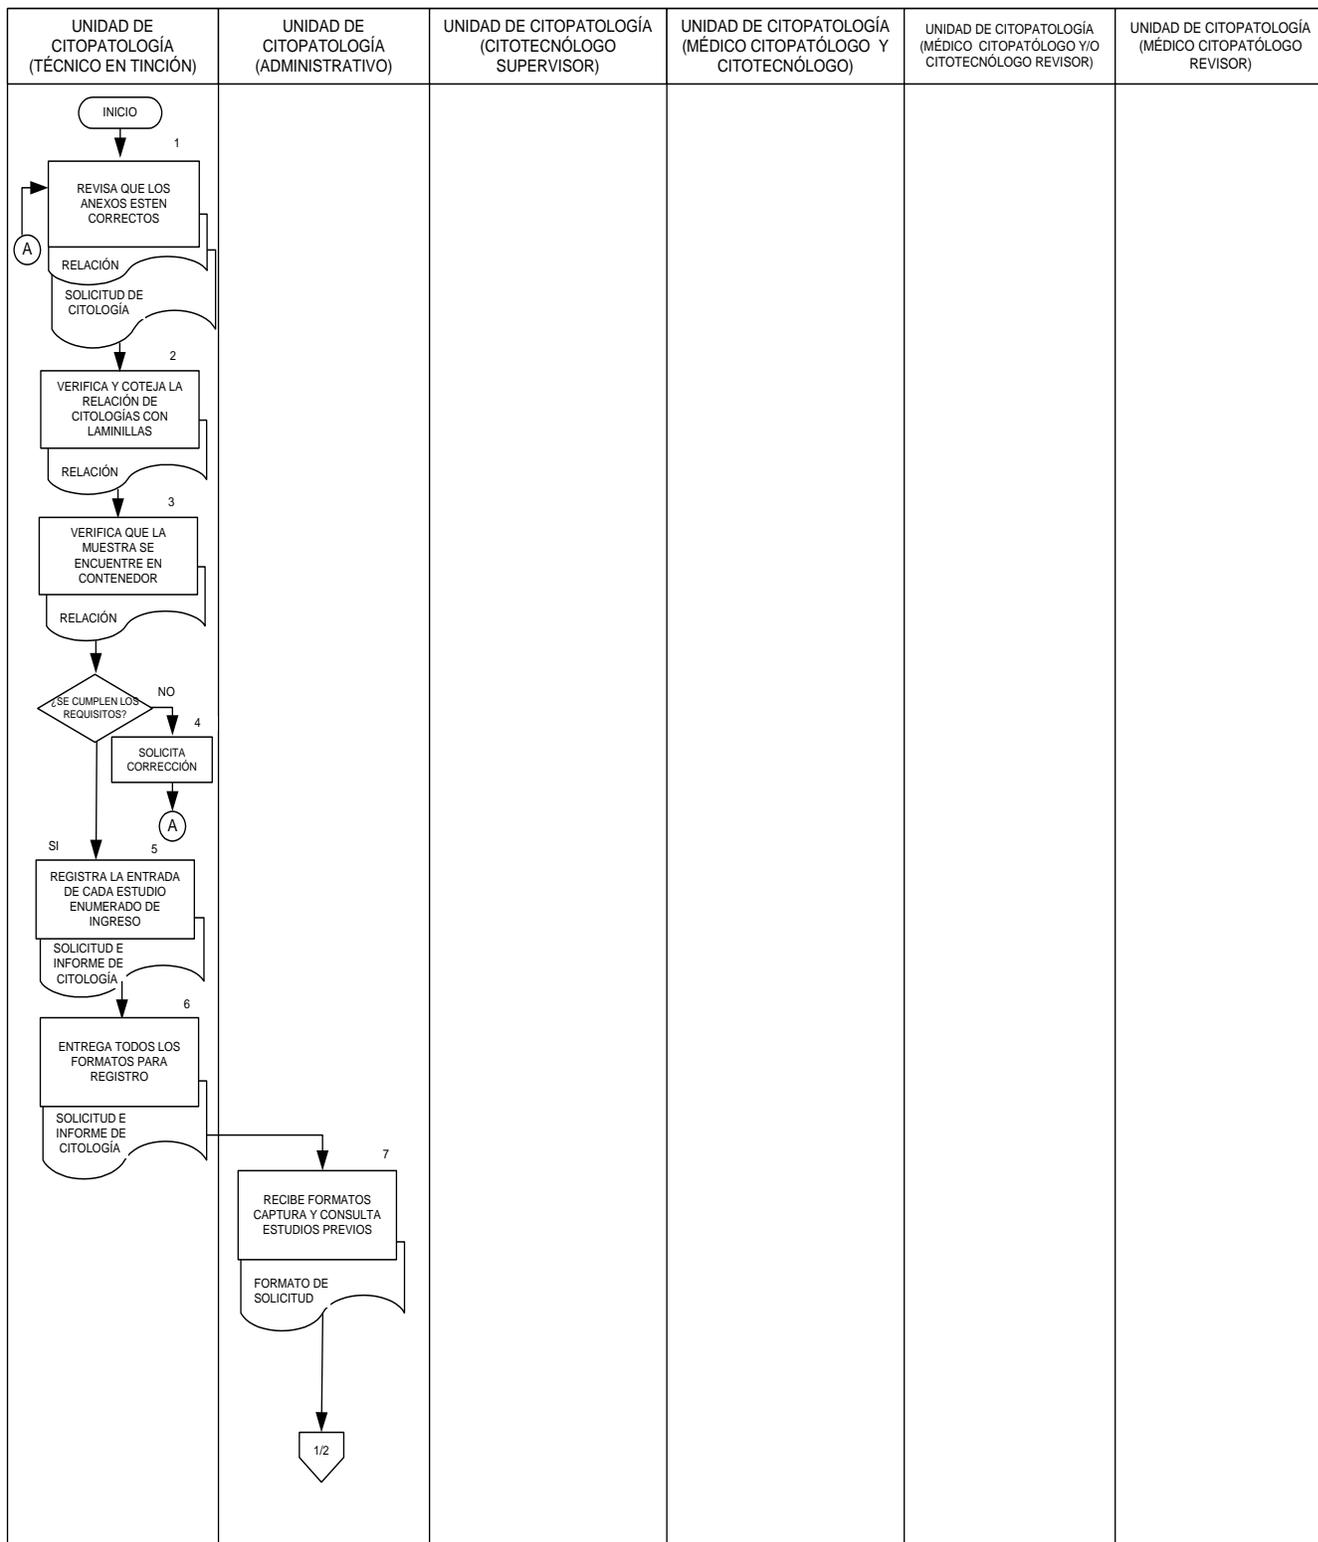 UNIDAD DE
CITOPATOLOGÍA
(TÉCNICO EN TINCIÓN)
UNIDAD DE
CITOPATOLOGÍA
(ADMINISTRATIVO)
UNIDAD DE CITOPATOLOGÍA
(CITOTECNÓLOGO
SUPERVISOR)
UNIDAD DE CITOPATOLOGÍA
(MÉDICO CITOPATÓLOGO Y
CITOTECNÓLOGO)
UNIDAD DE CITOPATOLOGÍA
(MÉDICO CITOPATÓLOGO Y/O
CITOTECNÓLOGO REVISOR)
UNIDAD DE CITOPATOLOGÍA
(MÉDICO CITOPATÓLOGO
REVISOR)
INICIO
1
REVISA QUE LOS
ANEXOS ESTEN
CORRECTOS
A
RELACIÓN
SOLICITUD DE
CITOLOGÍA
2
VERIFICA Y COTEJA LA
RELACIÓN DE
CITOLOGÍAS CON
LAMINILLAS
RELACIÓN
3
VERIFICA QUE LA
MUESTRA SE
ENCUENTRE EN
CONTENEDOR
RELACIÓN
¿SE CUMPLEN LOS
REQUISITOS?
NO
4
SOLICITA
CORRECCIÓN
A
SI
5
REGISTRA LA ENTRADA
DE CADA ESTUDIO
ENUMERADO DE
INGRESO
SOLICITUD E
INFORME DE
CITOLOGÍA
6
ENTREGA TODOS LOS
FORMATOS PARA
REGISTRO
SOLICITUD E
INFORME DE
CITOLOGÍA
7
RECIBE FORMATOS
CAPTURA Y CONSULTA
ESTUDIOS PREVIOS
FORMATO DE
SOLICITUD
1/2